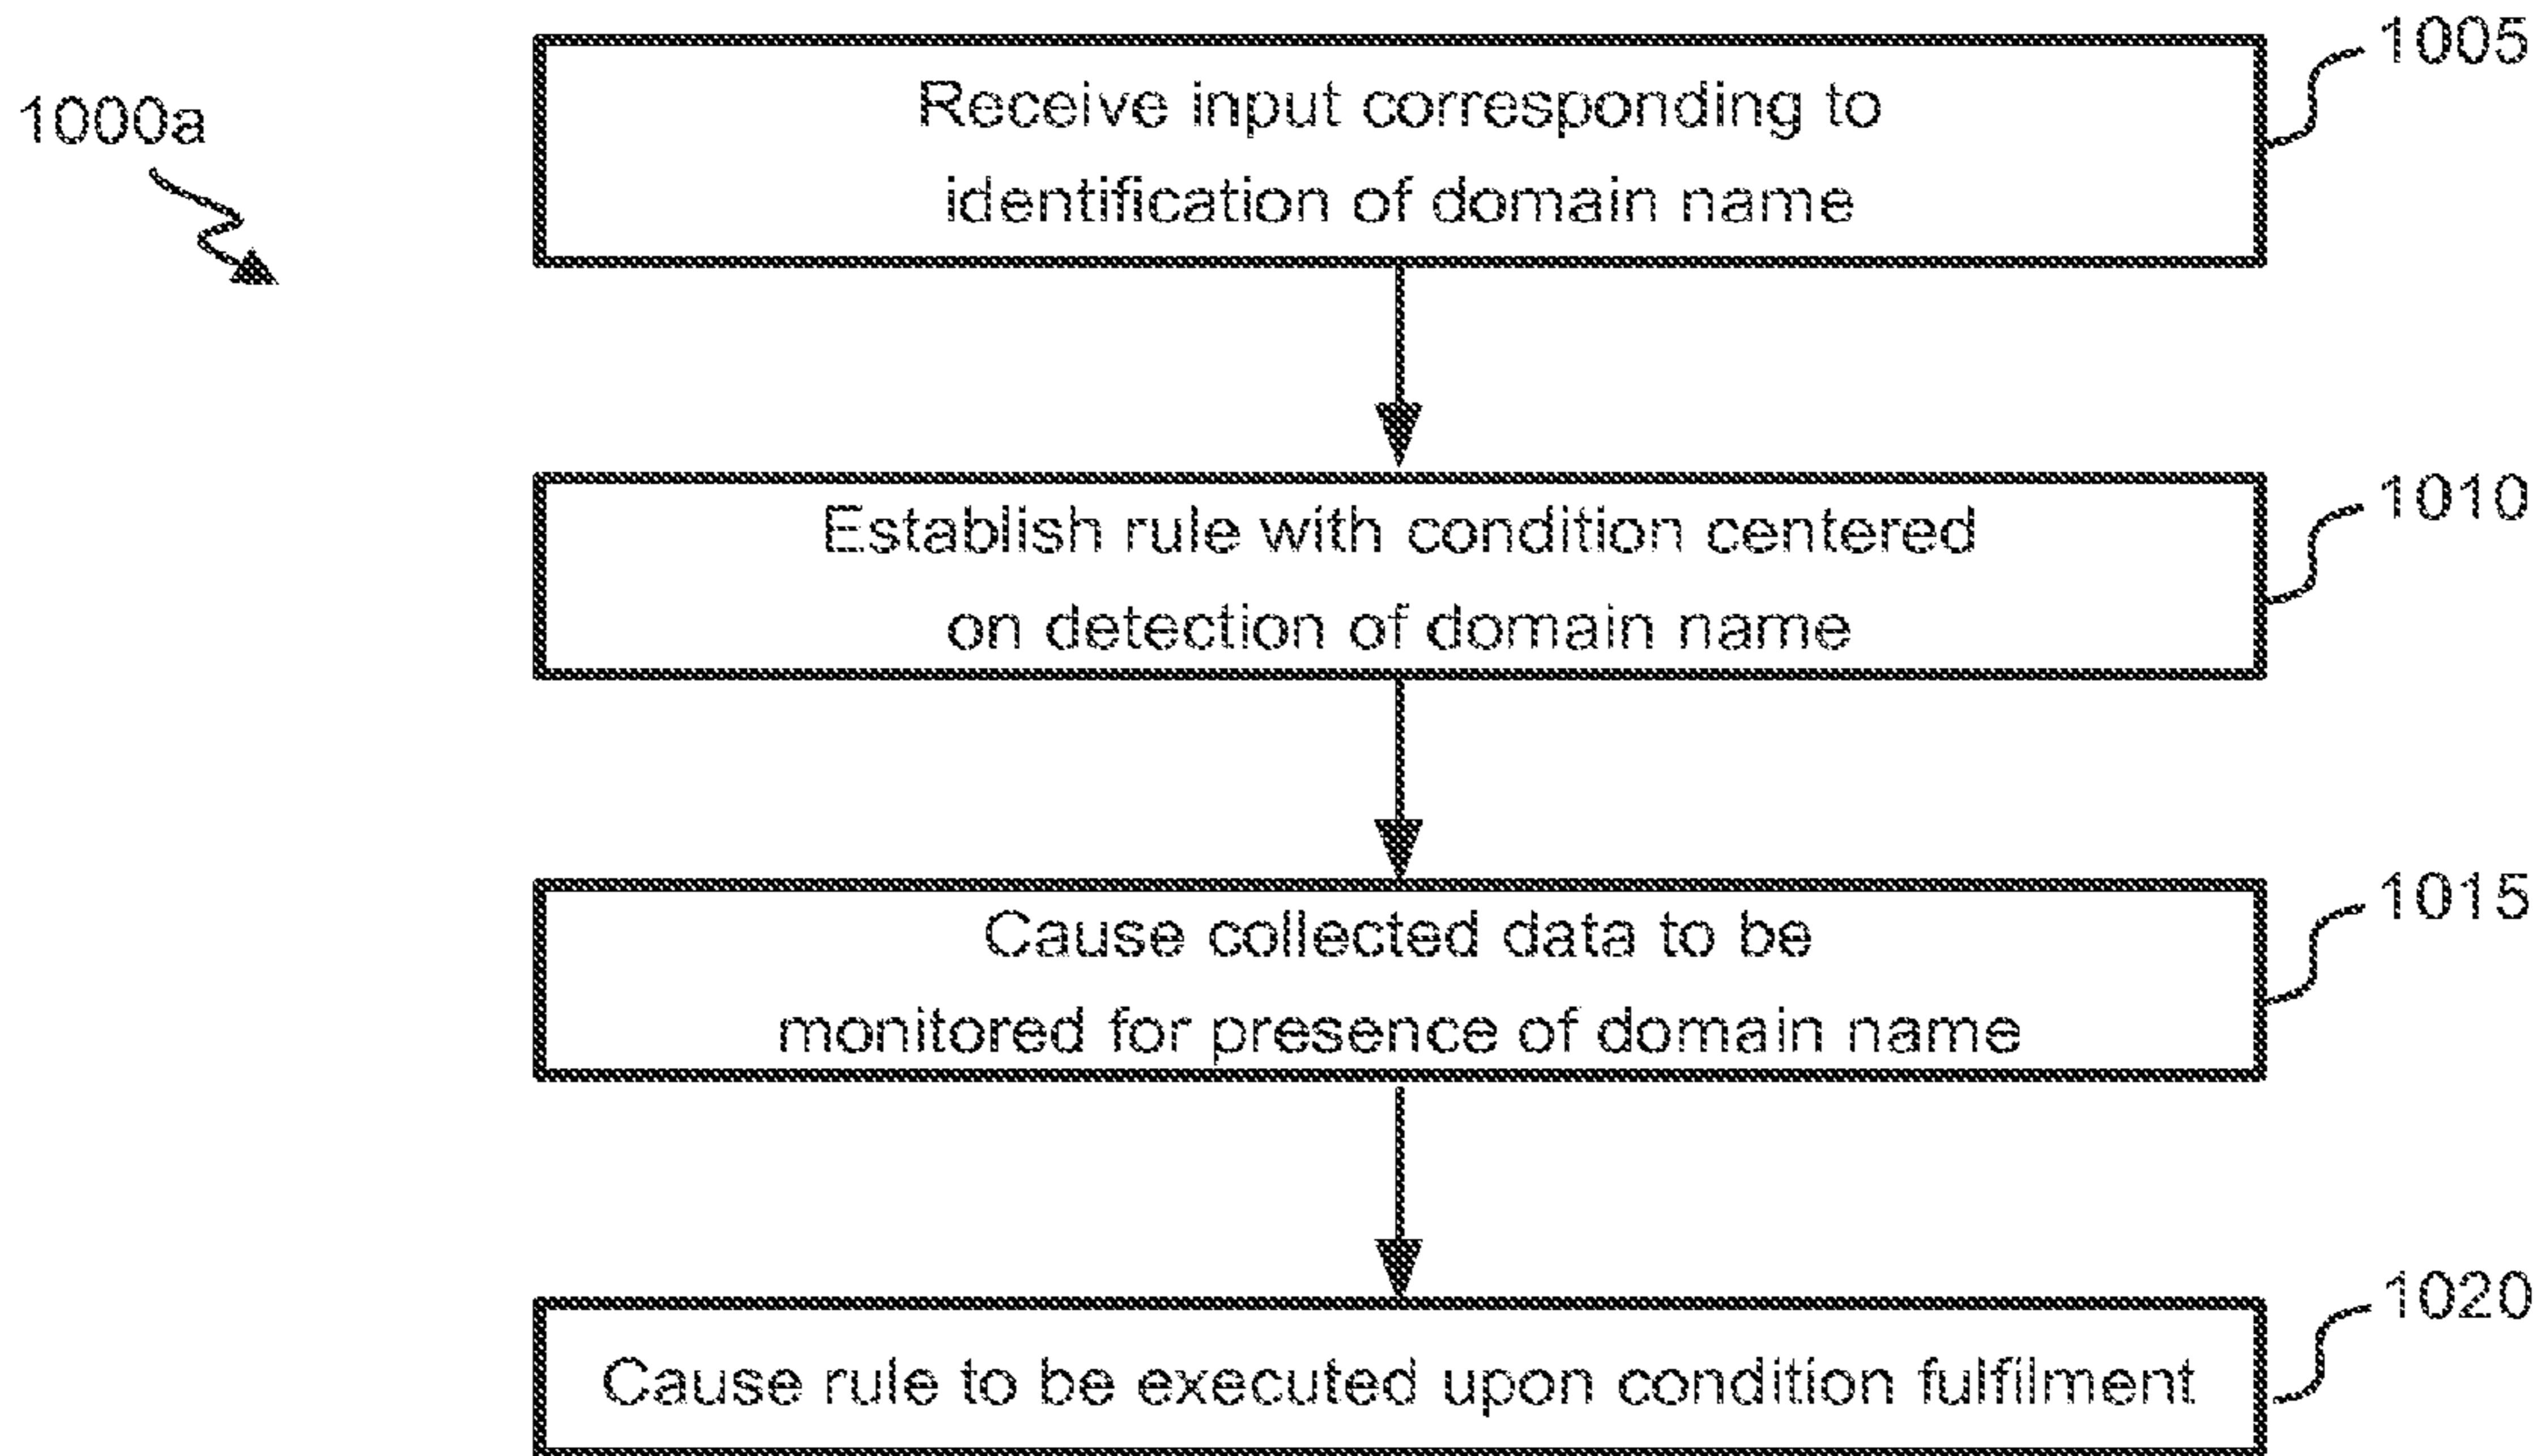 1000a
Receive input corresponding to
identification of domain name
1005
Establish rule with condition centered
on detection of domain name
1010
Cause collected data to be
monitored for presence of domain name
1015
Cause rule to be executed upon condition fulfilment
1020